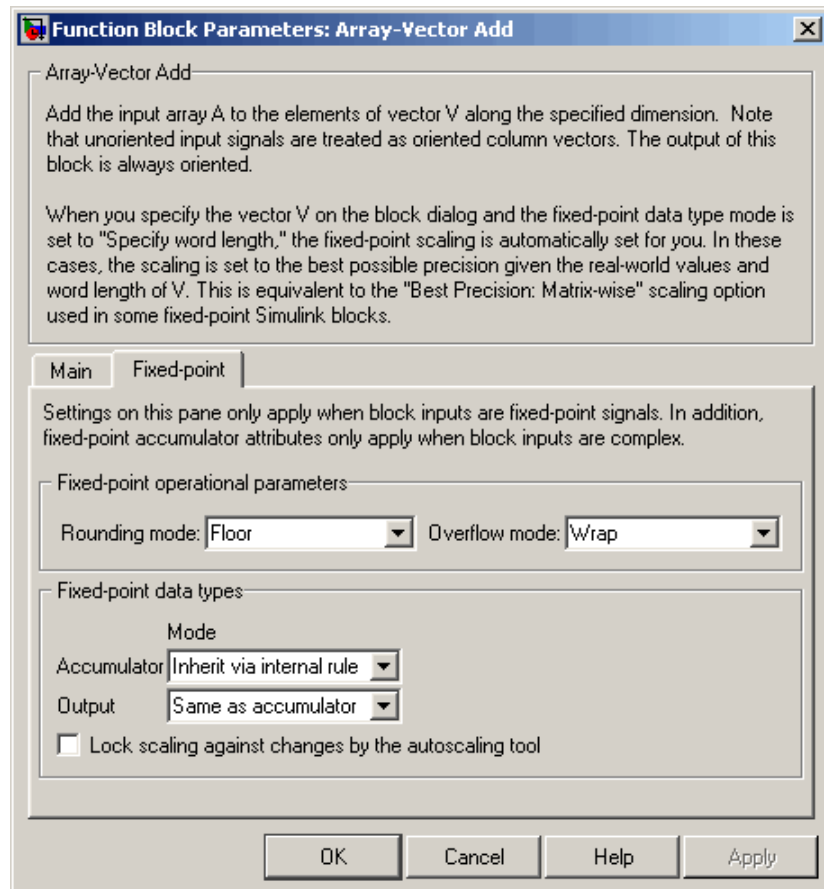 Function Block Parameters: Array-Vector Add
Array-Vector Add
Add the input array A to the elements of vector V along the specified dimension.  Note
that unoriented input signals are treated as oriented column vectors. The output of this
block is always oriented.
When you specify the vector V on the block dialog and the fixed-point data type mode is
set to "Specify word length," the fixed-point scaling is automatically set for you. In these
cases, the scaling is set to the best possible precision given the real-world values and
word length of V. This is equivalent to the "Best Precision: Matrix-wise" scaling option
used in some fixed-point Simulink blocks.
Main Fixed-point
Settings on this pane only apply when block inputs are fixed-point signals. In addition,
fixed-point accumulator attributes only apply when block inputs are complex.
Fixed-point operational parameters
Rounding mode: Floor Overflow mode: Wrap
Fixed-point data types
Mode
Accumulator Inherit via internal rule
Output Same as accumulator
Lock scaling against changes by the autoscaling tool
OK Cancel Help Apply